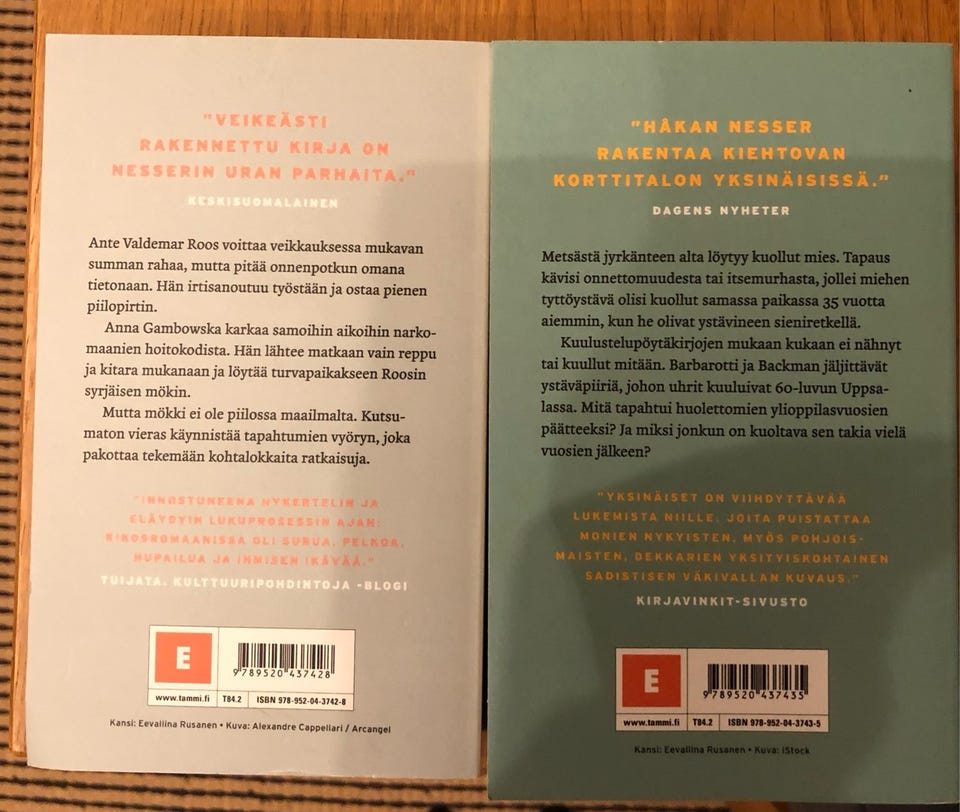 "VEIKEÄSTI
RAKENNETTU KIRJA ON
NESSERIN URAN PARHAITA."
KESKISUOMALAINEN
Ante Valdemar Roos voittaa veikkauksessa mukavan
summan rahaa, mutta pitää onnenpotkun omana
tietonaan. Hän irtisanoutuu työstään ja ostaa pienen
piilopirtin.
Anna Gambowska karkaa samoihin aikoihin narko-
maanien hoitokodista. Hän lähtee matkaan vain reppu
ja kitara mukanaan ja löytää turvapaikakseen Roosin
syrjäisen mökin.
Mutta mökki ei ole piilossa maailmalta. Kutsu-
maton vieras käynnistää tapahtumien vyöryn, joka
pakottaa tekemään kohtalokkaita ratkaisuja.
"INNOSTUNEENA NYKERTELIN JA
ELÄYDYIN LUKUPROSESSIN AJAN;
RIKOSROMAANISSA OLI SURUA, PELKOA,
HUPAILUA JA IHMISEN IKÄVÄÄ."
TUIJATA. KULTTUURIPOHDINTOJA -BLOGI
E
9 789520 437428
www.tammi.fi T84.2 ISBN 978-952-04-3742-8
Kansi: Eevaliina Rusanen • Kuva: Alexandre Cappellari / Arcangel
"HÅKAN NESSER
RAKENTAA KIEHTOVAN
KORTTITALON YKSINÄISISSÄ."
DAGENS NYHETER
Metsästä jyrkänteen alta löytyy kuollut mies. Tapaus
kävisi onnettomuudesta tai itsemurhasta, jollei miehen
tyttöystävä olisi kuollut samassa paikassa 35 vuotta
aiemmin, kun he olivat ystävineen sieniretkellä.
Kuulustelupöytäkirjojen mukaan kukaan ei nähnyt
tai kuullut mitään. Barbarotti ja Backman jäljittävät
ystäväpiiriä, johon uhrit kuuluivat 60-luvun Uppsa-
lassa. Mitä tapahtui huolettomien ylioppilasvuosien
päätteeksi? Ja miksi jonkun on kuoltava sen takia vielä
vuosien jälkeen?
"YKSINÄISET ON VIIHDYTTÄVÄÄ
LUKEMISTA NIILLE, JOITA PUISTATTAA
MONIEN NYKYISTEN, MYÖS POHJOIS-
MAISTEN, DEKKARIEN YKSITYISKOHTAINEN
SADISTISEN VÄKIVALLAN KUVAUS."
KIRJAVINKIT-SIVUSTO
E
9 789520 437435
www.tammi.fi T84.2 ISBN 978-952-04-3743-5
Kansi: Eevaliina Rusanen • Kuva: iStock